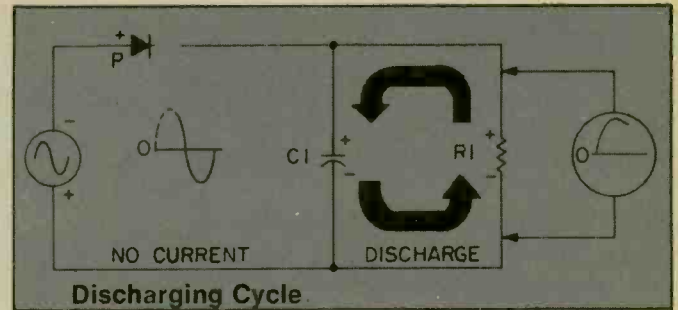 +
P
-
O
+
C1
+
-
R1
+
-
O
NO CURRENT DISCHARGE
Discharging Cycle